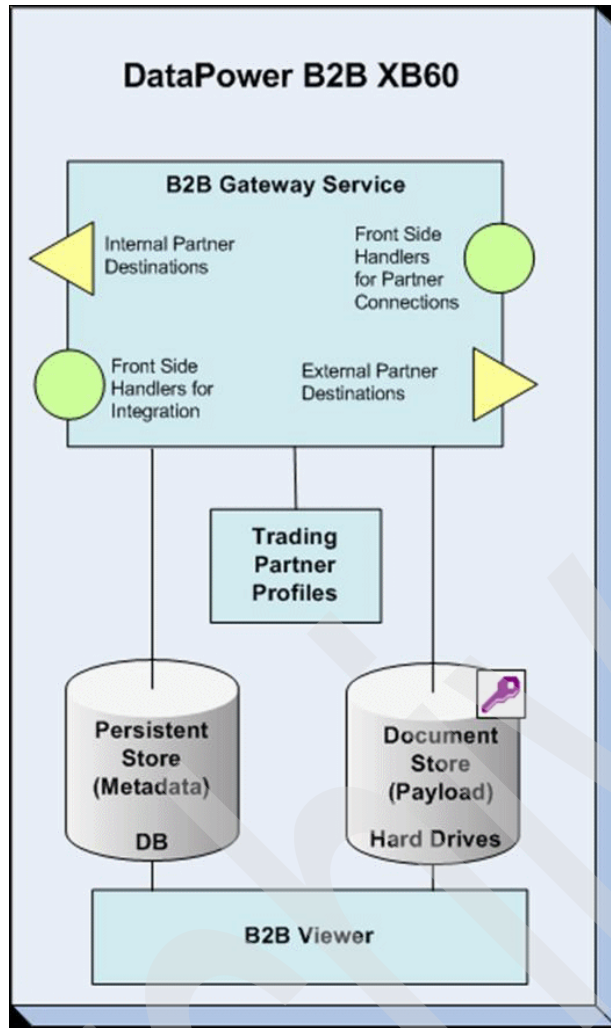 DataPower B2B XB60
B2B Gateway Service
Internal Partner
Destinations
Front Side
Handlers
for Partner
Connections
Front Side
Handlers for
Integration
External Partner
Destinations
Trading
Partner
Profiles
Persistent
Store
(Metadata)
DB
Document
Store
(Payload)
Hard Drives
B2B Viewer